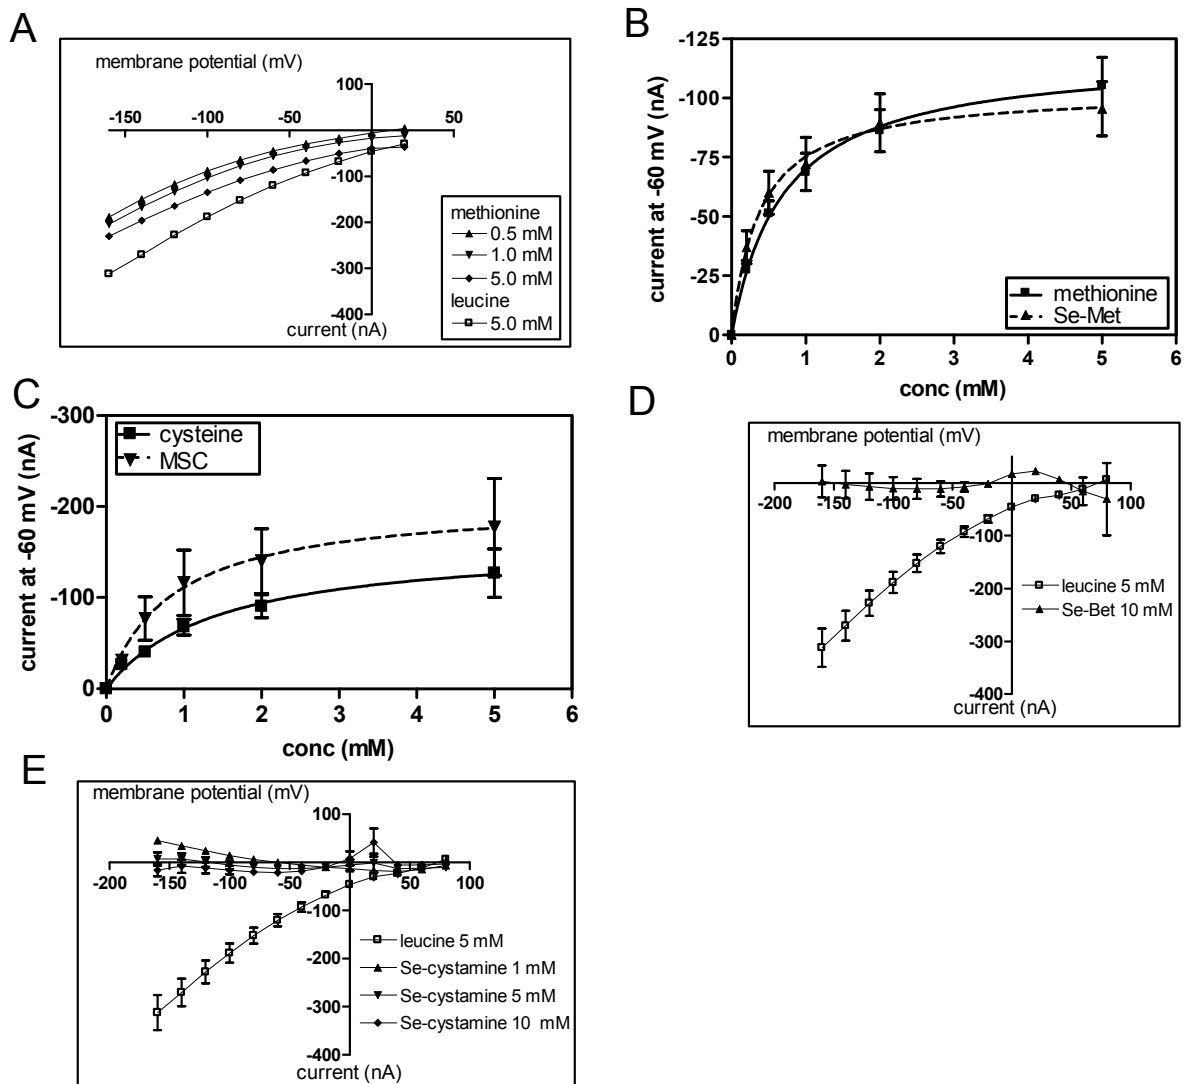 A
membrane potential (mV)
100
-150 -100 -50 50
-100
-200
-300
-400
current (nA)
methionine
0.5 mM
1.0 mM
5.0 mM
leucine
5.0 mM
B
-125
-100
-75
-50
-25
0
0 1 2 3 4 5 6
current at -60 mV (nA)
conc (mM)
methionine
Se-Met
C
-300
-200
-100
0
0 1 2 3 4 5 6
current at -60 mV (nA)
conc (mM)
cysteine
MSC
D
membrane potential (mV)
-200 -150 -100 -50 50 100
-100
-200
-300
-400
current (nA)
leucine 5 mM
Se-Bet 10 mM
E
membrane potential (mV)
100
-200 -150 -100 -50 50 100
-100
-200
-300
-400
current (nA)
leucine 5 mM
Se-cystamine 1 mM
Se-cystamine 5 mM
Se-cystamine 10 mM